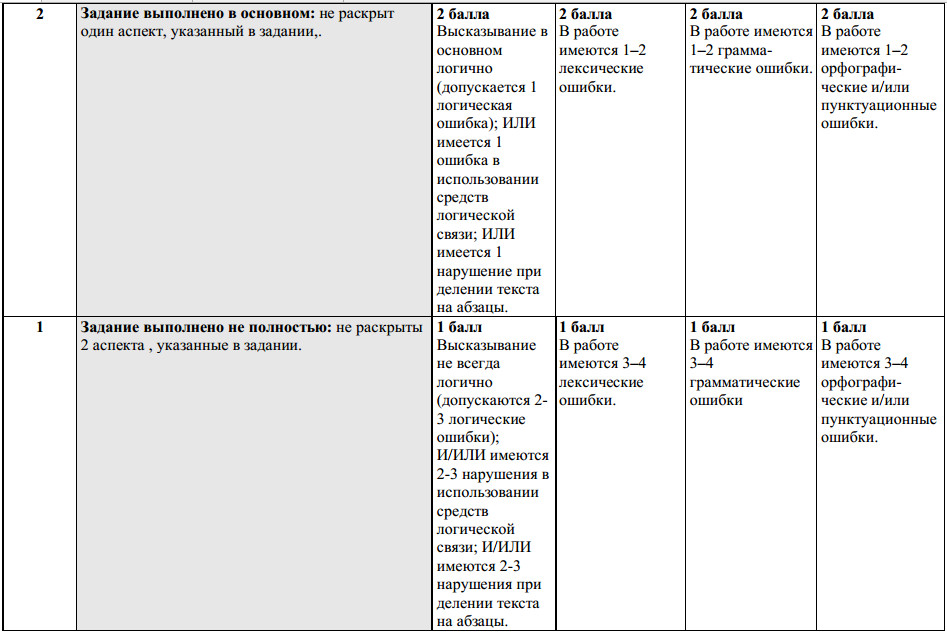 2
Задание выполнено в основном: не раскрыт
один аспект, указанный в задании,.
2 балла
Высказывание в
основном
логично
(допускается 1
логическая
ошибка); ИЛИ
имеется 1
ошибка в
использовании
средств
логической
связи; ИЛИ
имеется 1
нарушение при
делении текста
на абзацы.
2 балла
В работе
имеются 1–2
лексические
ошибки.
2 балла
В работе имеются
1–2 грамма-
тические ошибки.
2 балла
В работе
имеются 1–2
орфографи-
ческие и/или
пунктуационные
ошибки.
1
Задание выполнено не полностью: не раскрыты
2 аспекта , указанные в задании.
1 балл
Высказывание
не всегда
логично
(допускаются 2-
3 логические
ошибки);
И/ИЛИ имеются
2-3 нарушения в
использовании
средств
логической
связи; И/ИЛИ
имеются 2-3
нарушения при
делении текста
на абзацы.
1 балл
В работе
имеются 3–4
лексические
ошибки.
1 балл
В работе имеются
3–4
грамматические
ошибки
1 балл
В работе
имеются 3–4
орфографи-
ческие и/или
пунктуационные
ошибки.